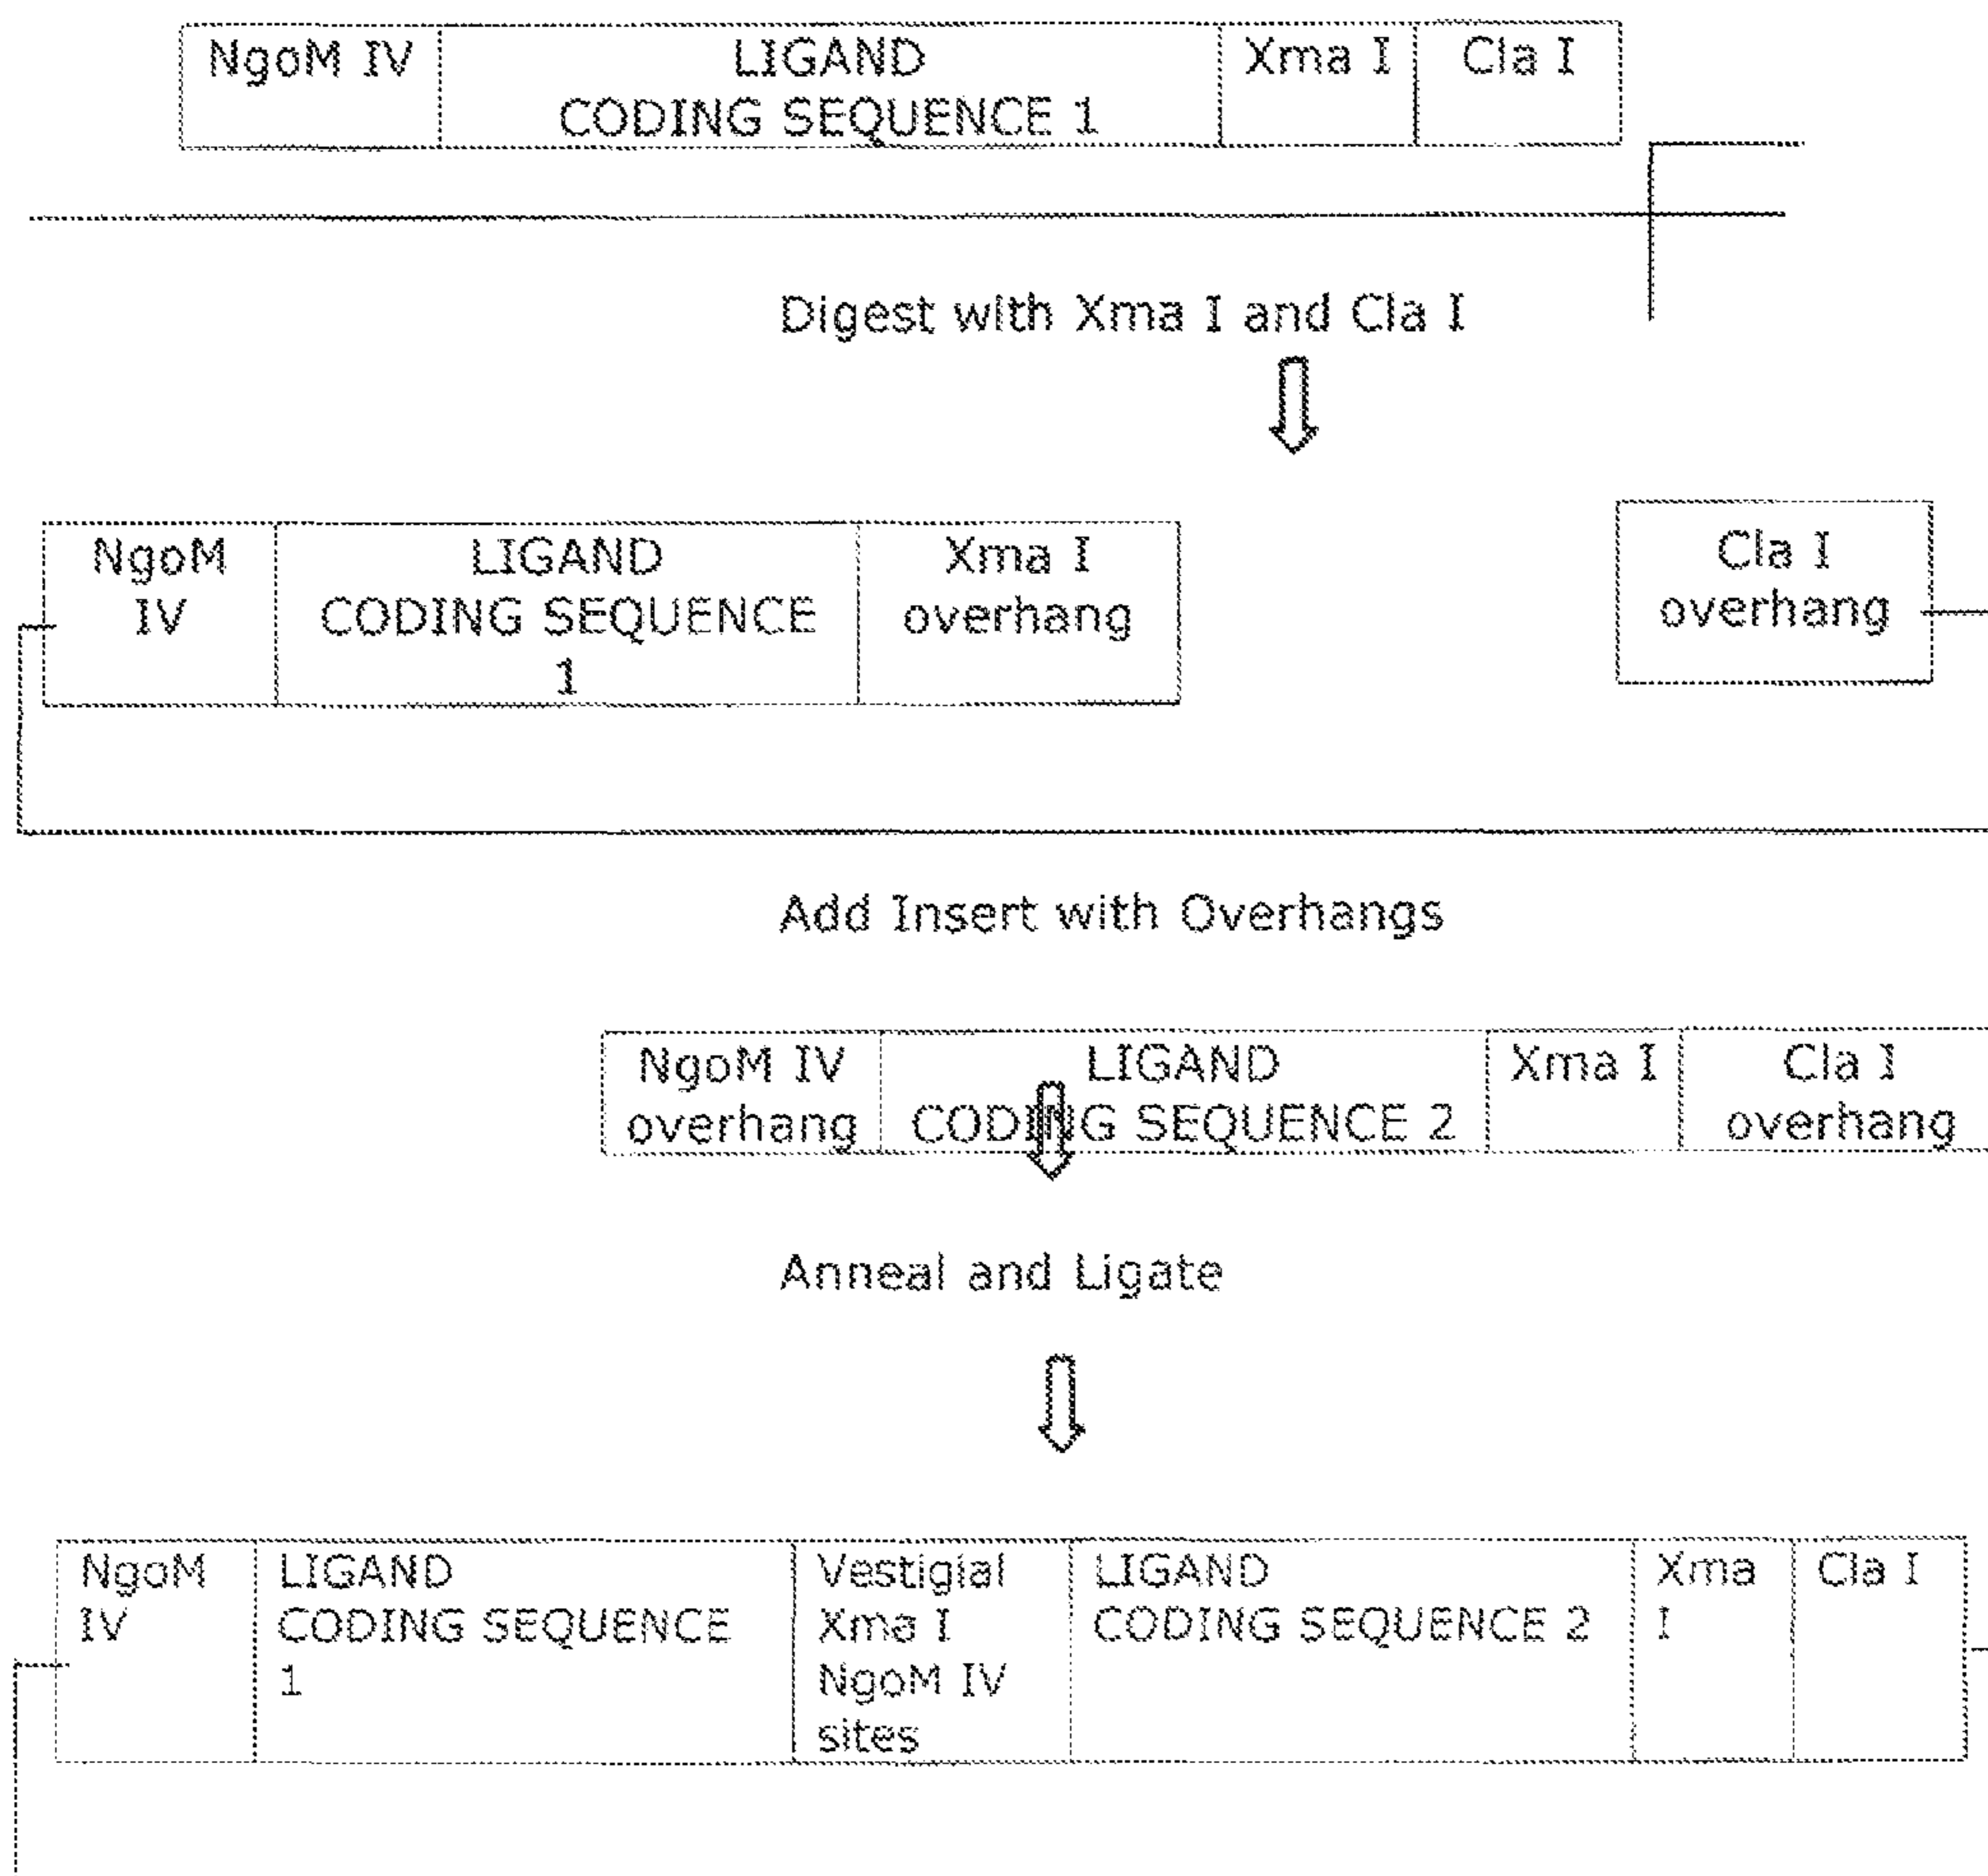 NgoM IV
LIGAND
CODING SEQUENCE 1
Xma I
Cla I
Digest with Xma I and Cla I
NgoM
IV
LIGAND
CODING SEQUENCE
1
Xma I
overhang
Cla I
overhang
Add Insert with Overhangs
NgoM IV
overhang
LIGAND
CODING SEQUENCE 2
Xma I
Cla I
overhang
Anneal and Ligate
NgoM
IV
LIGAND
CODING SEQUENCE
1
Vestigial
Xma I
NgoM IV
sites
LIGAND
CODING SEQUENCE 2
Xma
I
Cla I